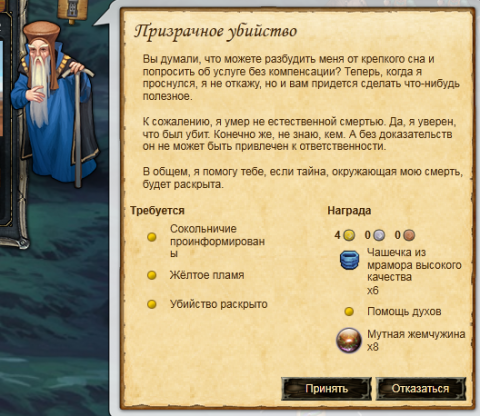 Призрачное убийство
Вы думали, что можете разбудить меня от крепкого сна и
попросить об услуге без компенсации? Теперь, когда я
проснулся, я не откажу, но и вам придется сделать что-нибудь
полезное.
К сожалению, я умер не естественной смертью. Да, я уверен,
что был убит. Конечно же, не знаю, кем. А без доказательств
он не может быть привлечен к ответственности.
В общем, я помогу тебе, если тайна, окружающая мою смерть,
будет раскрыта.
Требуется
Сокольничие
проинформирован
ы
Жёлтое пламя
Убийство раскрыто
Награда
4 0 0
Чашечка из
мрамора высокого
качества
x6
Помощь духов
Мутная жемчужина
x8
Принять Отказаться